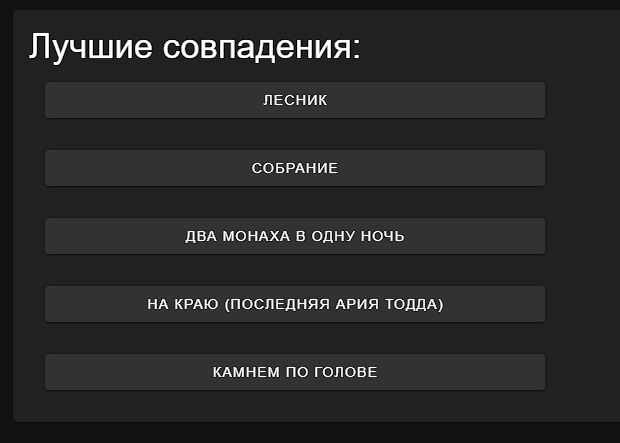 Лучшие совпадения:
ЛЕСНИК
СОБРАНИЕ
ДВА МОНАХА В ОДНУ НОЧЬ
НА КРАЮ (ПОСЛЕДНЯЯ АРИЯ ТОДДА)
КАМНЕМ ПО ГОЛОВЕ